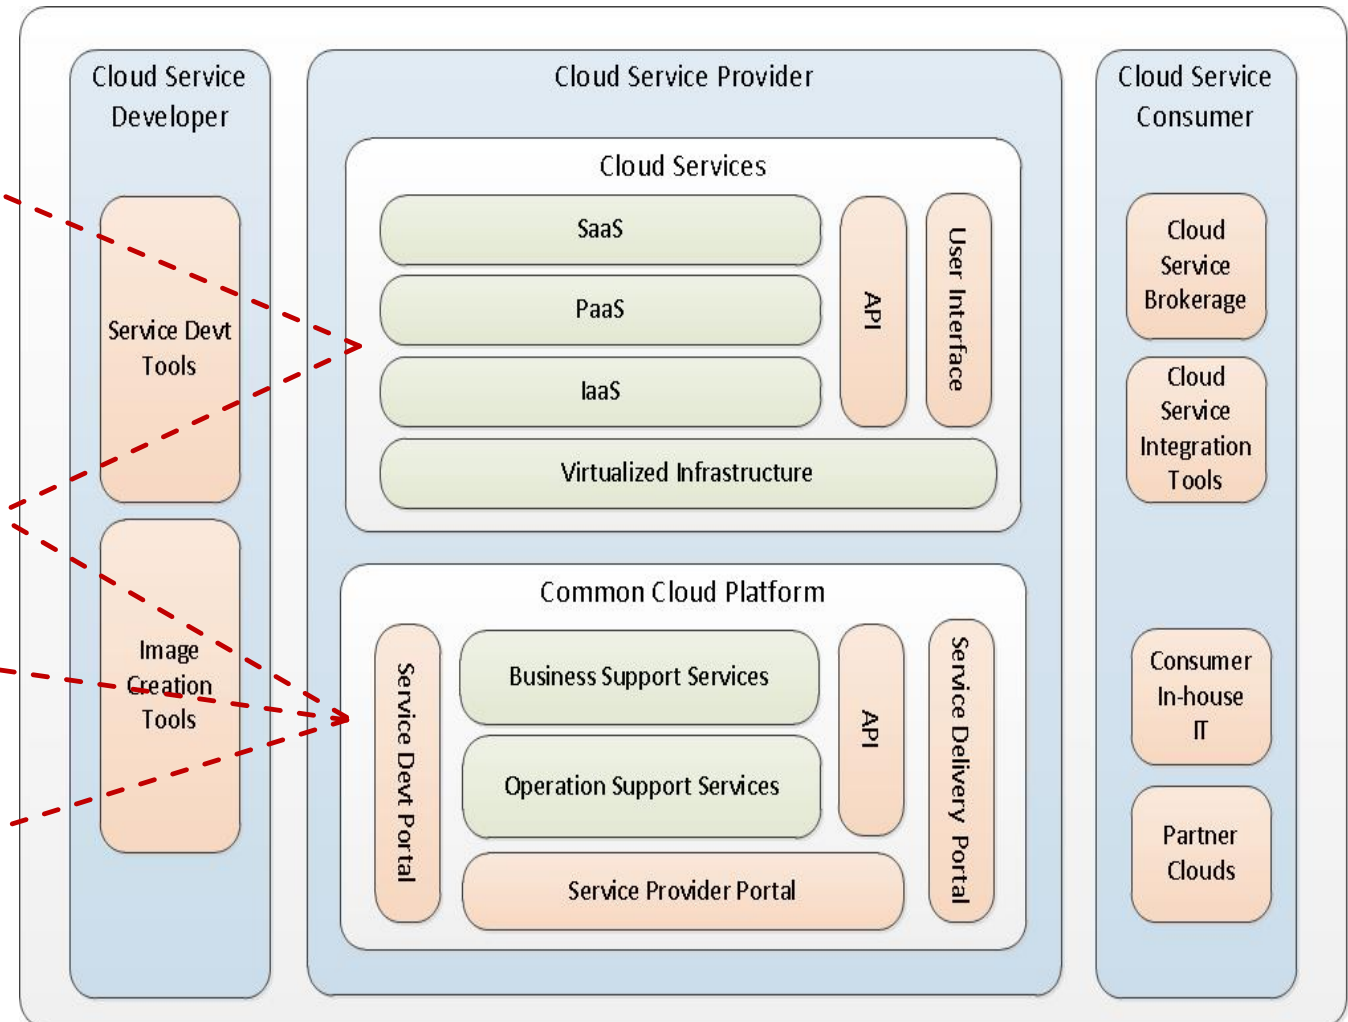 Cloud Service
Developer
Service Devt
Tools
Image
Creation
Tools
Cloud Service Provider
Cloud Services
SaaS
PaaS
IaaS
Virtualized Infrastructure
API
User Interface
Common Cloud Platform
Service Devt Portal
Business Support Services
Operation Support Services
Service Provider Portal
API
Service Delivery Portal
Cloud Service
Consumer
Cloud
Service
Brokerage
Cloud
Service
Integration
Tools
Consumer
In-house
IT
Partner
Clouds